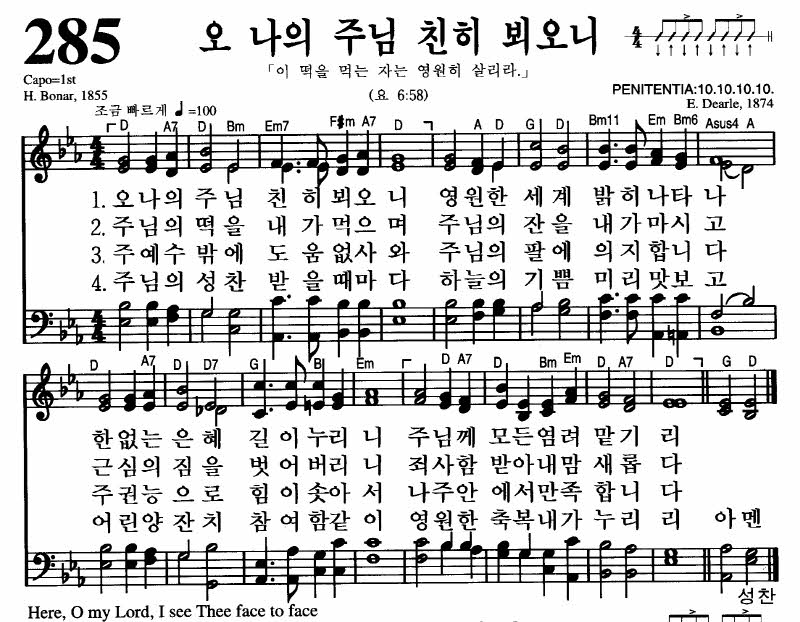 285 오 나의 주님 친히 뵈오니
「이 떡을 먹는 자는 영원히 살리라.」
Capo=1st
H. Bonar, 1855
(요 6:58)
PENITENTIA:10.10.10.10.
E. Dearle, 1874
조금 빠르게 ♩=100
D A7 D Bm Em7 F#m A7 D A D G D Bm11 Em Bm6 Asus4 A
4/4
1. 오 나의 주님 친히 뵈오니 영원한 세계 밝히 나타나
2. 주님의 떡을 내가 먹으며 주님의 잔을 내가 마시고
3. 주 예수 밖에 도움 없사와 주님의 팔에 의지합니다
4. 주님의 성찬 받을 때마다 하늘의 기쁨 미리 맛보고
D A7 D D7 G B Em D A7 D Bm Em D A7 D G D
한없는 은혜 길이 누리니 주님께 모든 염려 맡기리
근심의 짐을 벗어버리니 죄사함 받아 내 맘 새롭다
주 권능으로 힘이 솟아서 나 주 안에서 만족합니다
어린양 잔치 참여함 같이 영원한 축복 내가 누리리 아멘
성찬
Here, O my Lord, I see Thee face to face